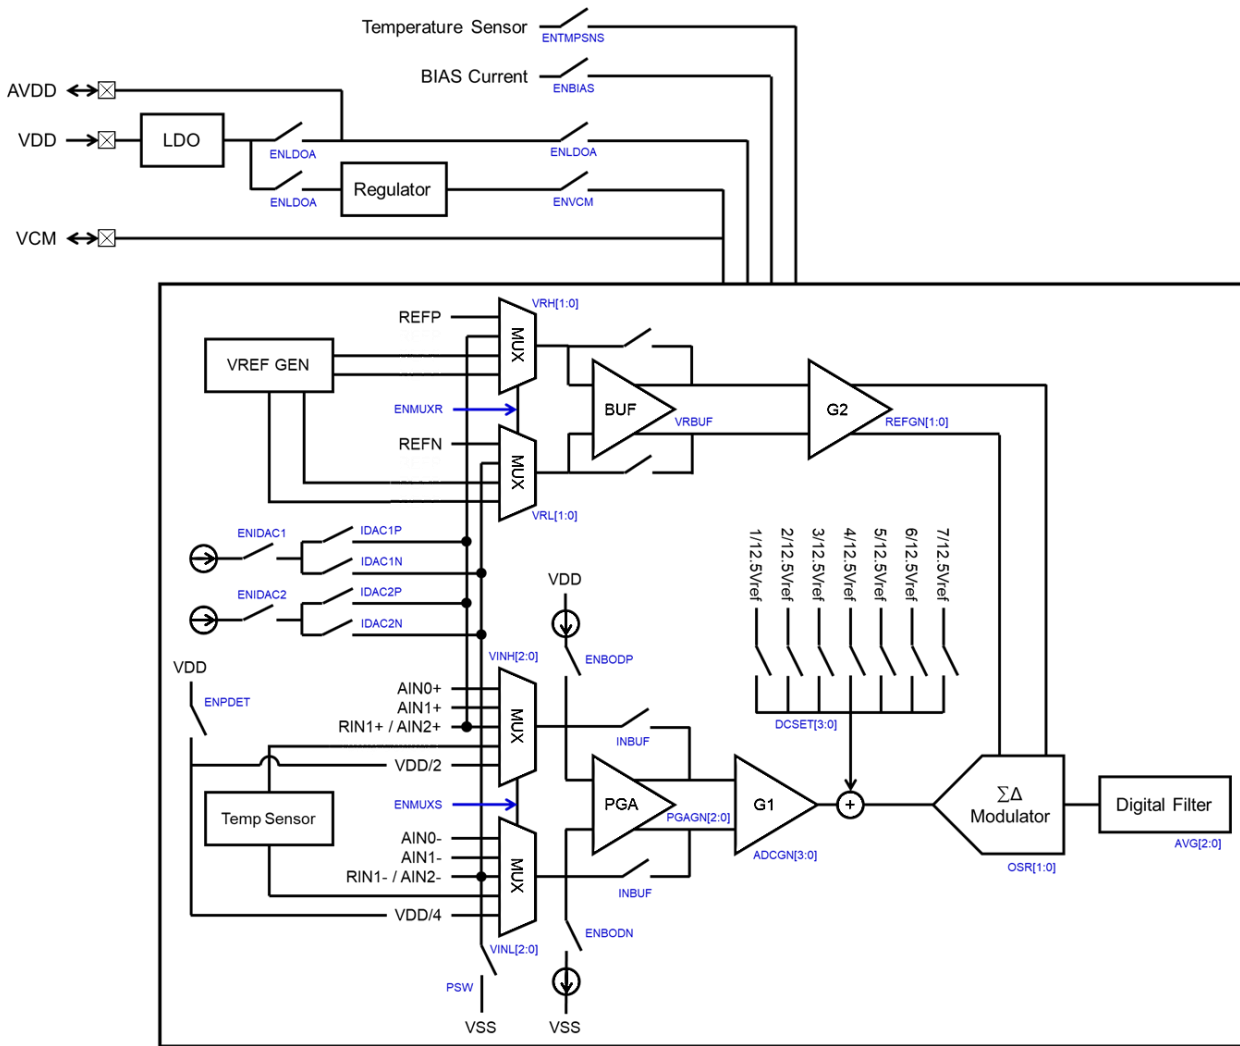 Temperature Sensor
ENTMPSNS
BIAS Current
ENBIAS
AVDD
VDD
LDO
ENLDOA
ENLDOA
ENLDOA
Regulator
ENVCM
VCM
VRH[1:0]
REFP
MUX
VREF GEN
ENMUXR
BUF
VRBUF
G2
REFGN[1:0]
REFN
MUX
VRL[1:0]
ENIDAC1
IDAC1P
IDAC1N
ENIDAC2
IDAC2P
IDAC2N
1/12.5Vref
2/12.5Vref
3/12.5Vref
4/12.5Vref
5/12.5Vref
6/12.5Vref
7/12.5Vref
VDD
ENBODP
VDD
ENPDET
VINH[2:0]
AIN0+
AIN1+
RIN1+ / AIN2+
VDD/2
MUX
INBUF
DCSET[3:0]
Temp Sensor
ENMUXS
PGA
PGAGN[2:0]
G1
ADCGN[3:0]
+
ΣΔ
Modulator
OSR[1:0]
Digital Filter
AVG[2:0]
AIN0-
AIN1-
RIN1- / AIN2-
VDD/4
MUX
INBUF
VINL[2:0]
ENBODN
PSW
VSS
VSS